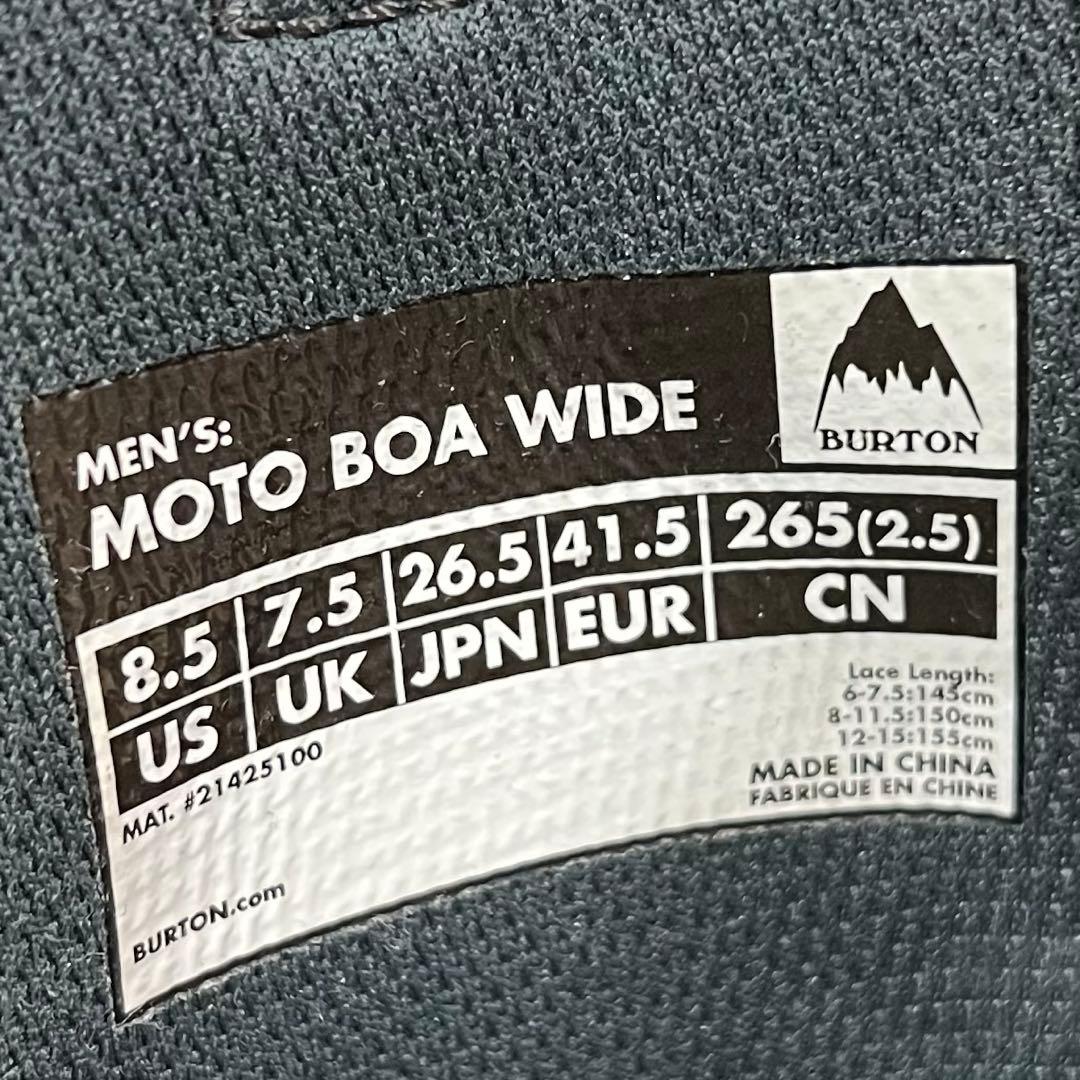 MEN'S:
MOTO BOA WIDE
BURTON
8.5 7.5 26.5 41.5 265(2.5)
US UK JPN EUR CN
MAT. #21425100
Lace Length:
6-7.5:145cm
8-11.5:150cm
12-15:155cm
MADE IN CHINA
FABRIQUE EN CHINE
BURTON.com